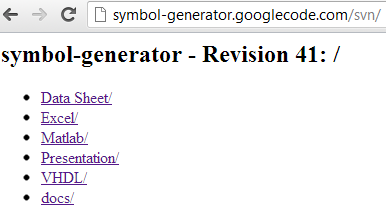 symbol-generator.googlecode.com/svn/
symbol-generator - Revision 41: /
Data Sheet/
Excel/
Matlab/
Presentation/
VHDL/
docs/